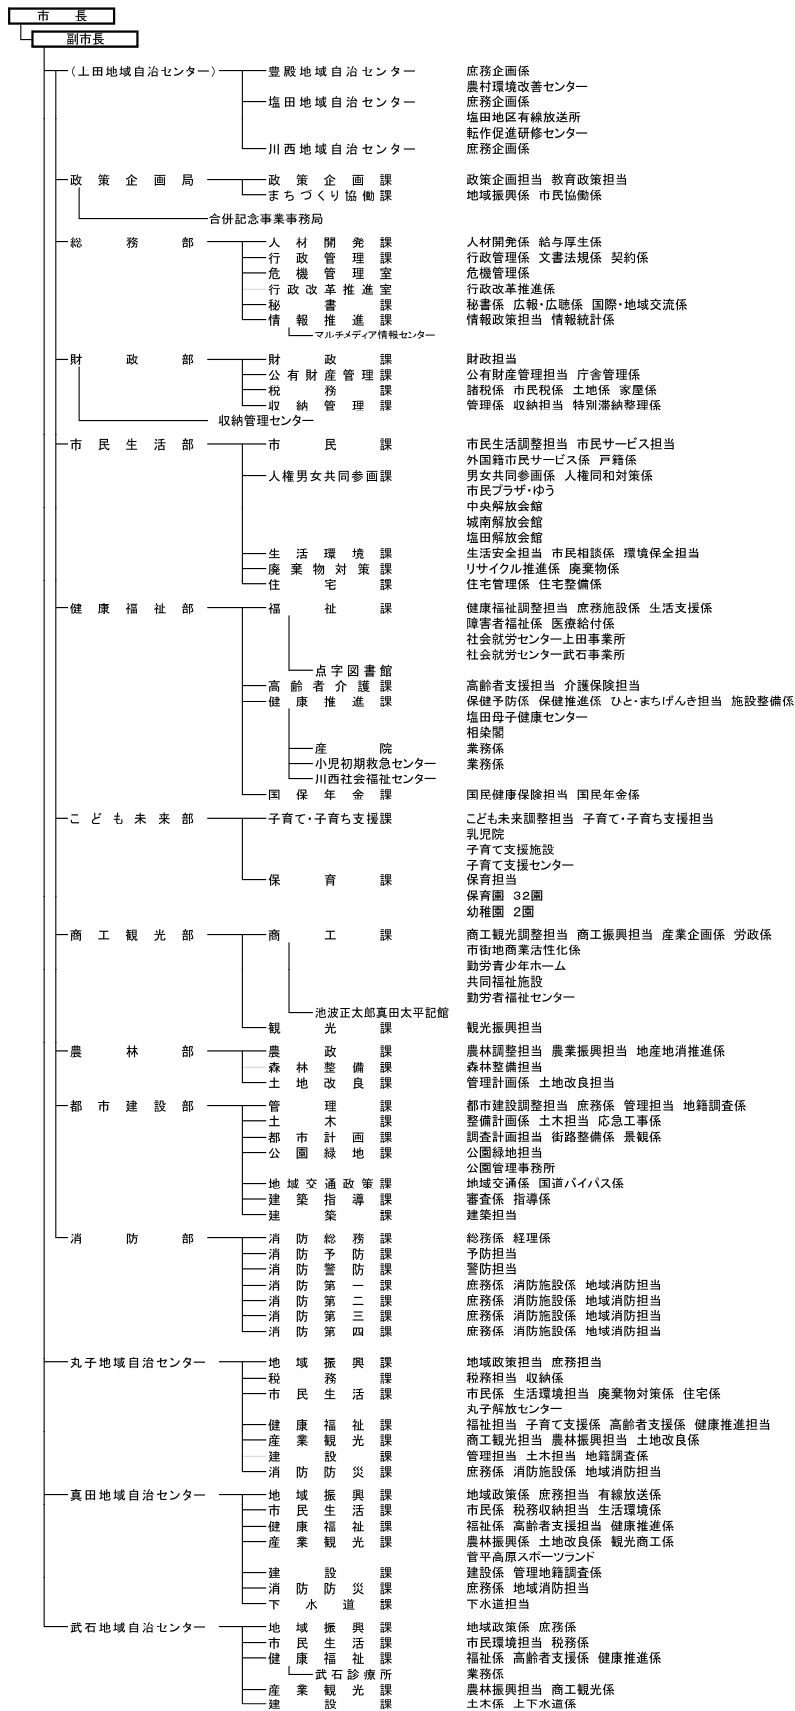 市長
副市長
(上田地域自治センター) 豊殿地域自治センター 庶務企画係
農村環境改善センター
塩田地域自治センター 庶務企画係
塩田地区有線放送所
転作促進研修センター
川西地域自治センター 庶務企画係
政策企画局 政策企画課 政策企画担当 教育政策担当
まちづくり協働課 地域振興係 市民協働係
合併記念事業事務局
総務部 人材開発課 人材開発係 給与厚生係
行政管理課 行政管理係 文書法規係 契約係
危機管理室 危機管理係
行政改革推進室 行政改革推進係
秘書課 秘書係 広報・広聴係 国際・地域交流係
情報推進課 情報政策担当 情報統計係
マルチメディア情報センター
財政部 財政課 財政担当
公有財産管理課 公有財産管理担当 庁舎管理係
税務課 諸税係 市民税係 土地係 家屋係
収納管理課 管理係 収納担当 特別滞納整理係
収納管理センター
市民生活部 市民課 市民生活調整担当 市民サービス担当
外国籍市民サービス係 戸籍係
人権男女共同参画課 男女共同参画係 人権同和対策係
市民プラザ・ゆう
中央解放会館
城南解放会館
塩田解放会館
生活環境課 生活安全担当 市民相談係 環境保全担当
廃棄物対策課 リサイクル推進係 廃棄物係
住宅課 住宅管理係 住宅整備係
健康福祉部 福祉課 健康福祉調整担当 庶務施設係 生活支援係
障害者福祉係 医療給付係
社会就労センター上田事業所
社会就労センター武石事業所
点字図書館
高齢者介護課 高齢者支援担当 介護保険担当
健康推進課 保健予防係 保健推進係 ひと・まちげんき担当 施設整備係
塩田母子健康センター
相染閣
産院 業務係
小児初期救急センター 業務係
川西社会福祉センター
国保年金課 国民健康保険担当 国民年金係
こども未来部 子育て・子育ち支援課 こども未来調整担当 子育て・子育ち支援担当
乳児院
子育て支援施設
子育て支援センター
保育課 保育担当
保育園 32園
幼稚園 2園
商工観光部 商工課 商工観光調整担当 商工振興担当 産業企画係 労政係
市街地商業活性化係
勤労青少年ホーム
共同福祉施設
勤労者福祉センター
池波正太郎真田太平記館
観光課 観光振興担当
農林部 農政課 農林調整担当 農業振興担当 地産地消推進係
森林整備課 森林整備担当
土地改良課 管理計画係 土地改良担当
都市建設部 管理課 都市建設調整担当 庶務係 管理担当 地籍調査係
土木課 整備計画係 土木担当 応急工事係
都市計画課 調査計画担当 街路整備係 景観係
公園緑地課 公園緑地担当
公園管理事務所
地域交通政策課 地域交通係 国道バイパス係
建築指導課 審査係 指導係
建築課 建築担当
消防部 消防総務課 総務係 経理係
消防予防課 予防担当
消防警防課 警防担当
消防第一課 庶務係 消防施設係 地域消防担当
消防第二課 庶務係 消防施設係 地域消防担当
消防第三課 庶務係 消防施設係 地域消防担当
消防第四課 庶務係 消防施設係 地域消防担当
丸子地域自治センター 地域振興課 地域政策担当 庶務担当
税務課 税務担当 収納係
市民生活課 市民係 生活環境担当 廃棄物対策係 住宅係
丸子解放センター
健康福祉課 福祉担当 子育て支援係 高齢者支援係 健康推進担当
産業観光課 商工観光担当 農林振興担当 土地改良係
建設課 管理担当 土木担当 地籍調査係
消防防災課 庶務係 消防施設係 地域消防担当
真田地域自治センター 地域振興課 地域政策係 庶務担当 有線放送係
市民生活課 市民係 税務収納担当 生活環境係
健康福祉課 福祉係 高齢者支援担当 健康推進係
産業観光課 農林振興係 土地改良係 観光商工係
菅平高原スポーツランド
建設課 建設係 管理地籍調査係
消防防災課 庶務係 地域消防担当
下水道課 下水道担当
武石地域自治センター 地域振興課 地域政策係 庶務係
市民生活課 市民環境担当 税務係
健康福祉課 福祉係 高齢者支援係 健康推進係
武石診療所 業務係
産業観光課 農林振興担当 商工観光係
建設課 土木係 上下水道係